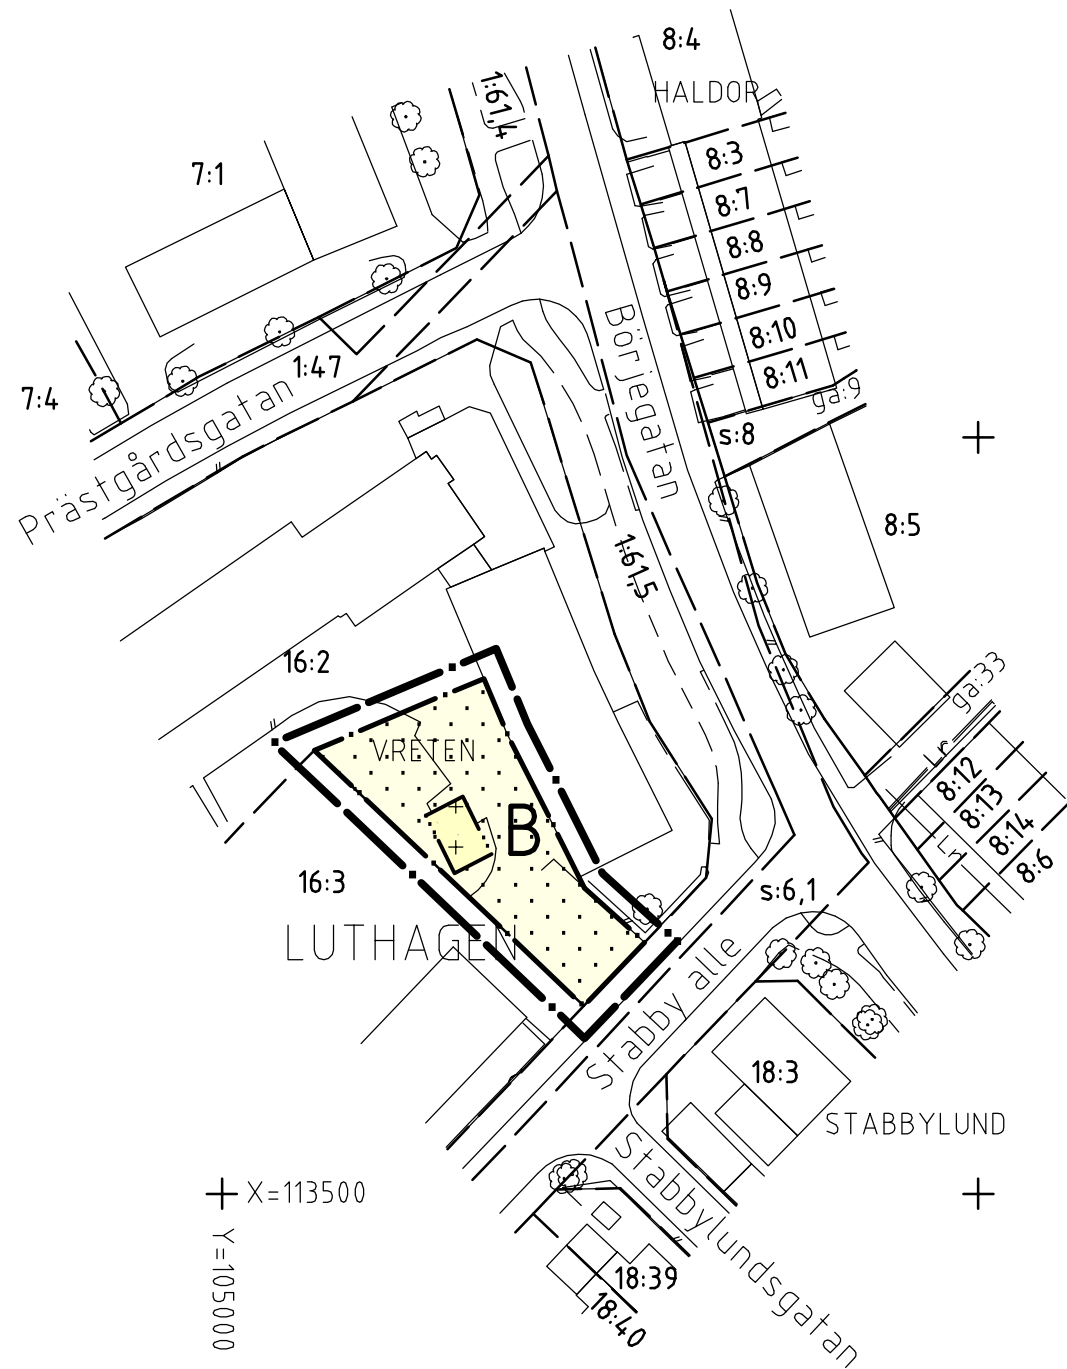 8:4
HALDOR
1:61,4
8:3
7:1
8:7
8:8
8:9
8:10
1:47
8:11
Börjegatan
7:4
ga:9
Prästgårdsgatan
s:8
8:5
1:61,5
16:2
ga:33
VRETEN
Lr
8:12
8:13
8:14
8:6
Lr
B
16:3
s:6,1
LUTHAGEN
Stabby alle
18:3
STABBYLUND
Stabbylundsgatan
X=113500
Y=105000
18:39
18:40